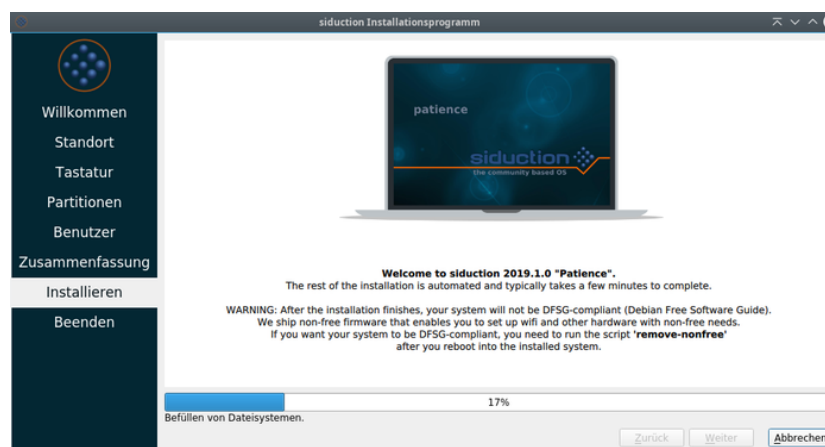 siduction Installationsprogramm
Willkommen
Standort
Tastatur
Partitionen
Benutzer
Zusammenfassung
Installieren
Beenden
patience
siduction
the community based OS
Welcome to siduction 2019.1.0 "Patience".
The rest of the installation is automated and typically takes a few minutes to complete.
WARNING: After the installation finishes, your system will not be DFSG-compliant (Debian Free Software Guide).
We ship non-free firmware that enables you to set up wifi and other hardware with non-free needs.
If you want your system to be DFSG-compliant, you need to run the script 'remove-nonfree'
after you reboot into the installed system.
17%
Befüllen von Dateisystemen.
Zurück
Weiter
Abbrechen